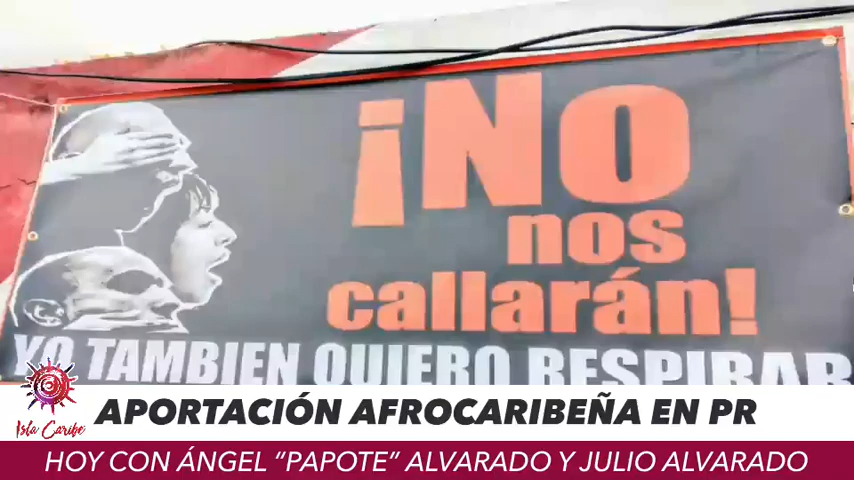 ¡No
nos
callarán!
YO TAMBIEN QUIERO RESPIRAR
Isla Caribe
APORTACIÓN AFROCARIBEÑA EN PR
HOY CON ÁNGEL “PAPOTE” ALVARADO Y JULIO ALVARADO